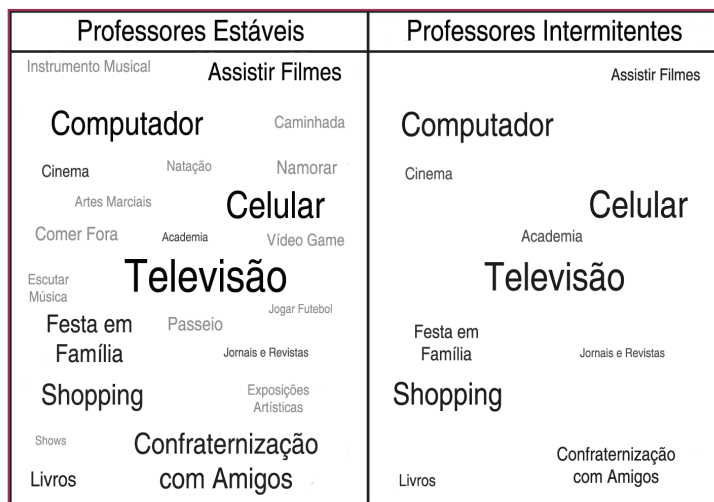 Professores Estáveis
Instrumento Musical
Assistir Filmes
Computador
Caminhada
Cinema
Natação
Namorar
Artes Marciais
Celular
Comer Fora
Academia
Vídeo Game
Televisão
Escutar
Música
Jogar Futebol
Festa em
Família
Passeio
Jornais e Revistas
Shopping
Exposições
Artísticas
Shows
Confraternização
com Amigos
Livros
Professores Intermitentes
Assistir Filmes
Computador
Cinema
Celular
Academia
Televisão
Festa em
Família
Jornais e Revistas
Shopping
Confraternização
com Amigos
Livros